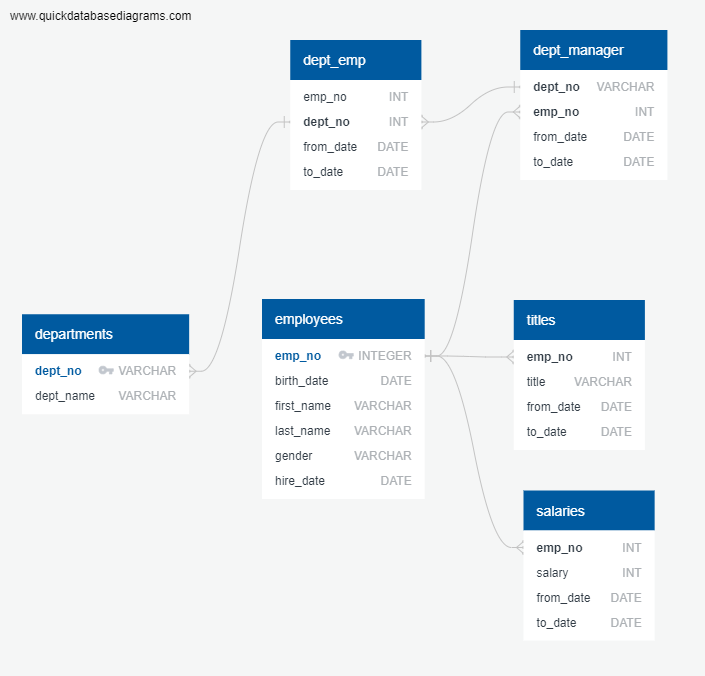 www.quickdatabasediagrams.com
dept_emp
emp_no INT
dept_no INT
from_date DATE
to_date DATE
dept_manager
dept_no VARCHAR
emp_no INT
from_date DATE
to_date DATE
departments
dept_no VARCHAR
dept_name VARCHAR
employees
emp_no INTEGER
birth_date DATE
first_name VARCHAR
last_name VARCHAR
gender VARCHAR
hire_date DATE
titles
emp_no INT
title VARCHAR
from_date DATE
to_date DATE
salaries
emp_no INT
salary INT
from_date DATE
to_date DATE